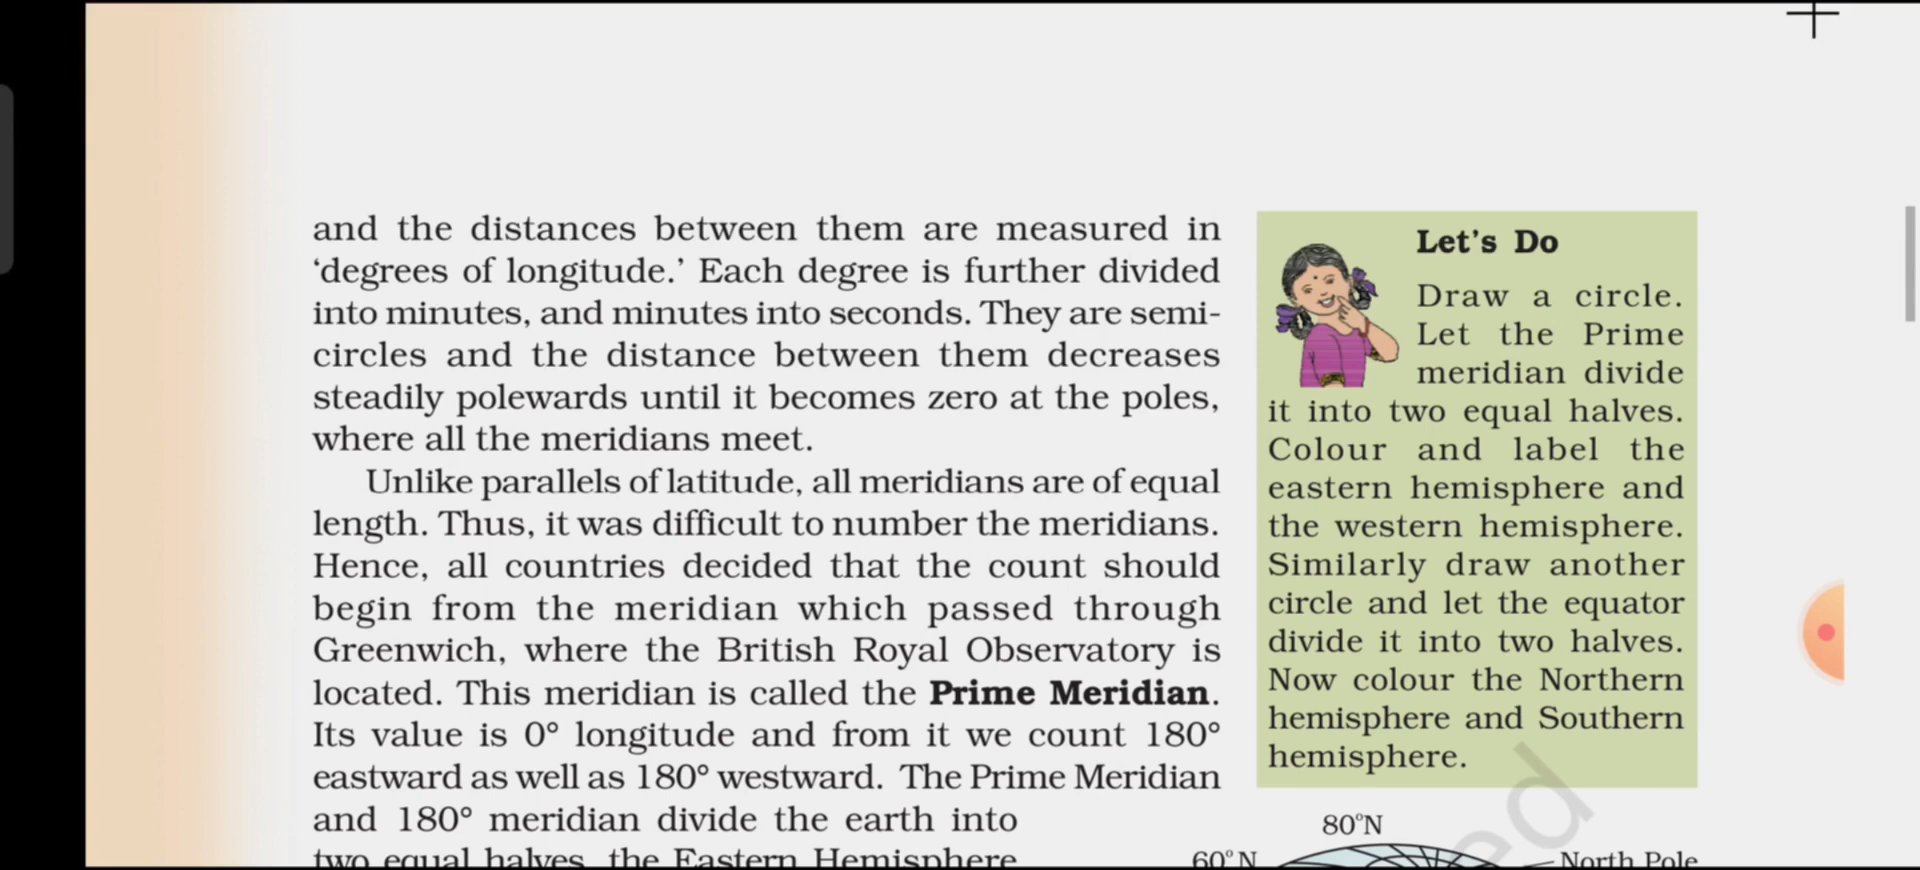 and the distances between them are measured in
‘degrees of longitude.’ Each degree is further divided
into minutes, and minutes into seconds. They are semi-
circles and the distance between them decreases
steadily polewards until it becomes zero at the poles,
where all the meridians meet.
Unlike parallels of latitude, all meridians are of equal
length. Thus, it was difficult to number the meridians.
Hence, all countries decided that the count should
begin from the meridian which passed through
Greenwich, where the British Royal Observatory is
located. This meridian is called the Prime Meridian.
Its value is 0° longitude and from it we count 180°
eastward as well as 180° westward. The Prime Meridian
and 180° meridian divide the earth into
two equal halves, the Eastern Hemisphere
Let’s Do
Draw a circle.
Let the Prime
meridian divide
it into two equal halves.
Colour and label the
eastern hemisphere and
the western hemisphere.
Similarly draw another
circle and let the equator
divide it into two halves.
Now colour the Northern
hemisphere and Southern
hemisphere.
80°N
60°N
North Pole
ed